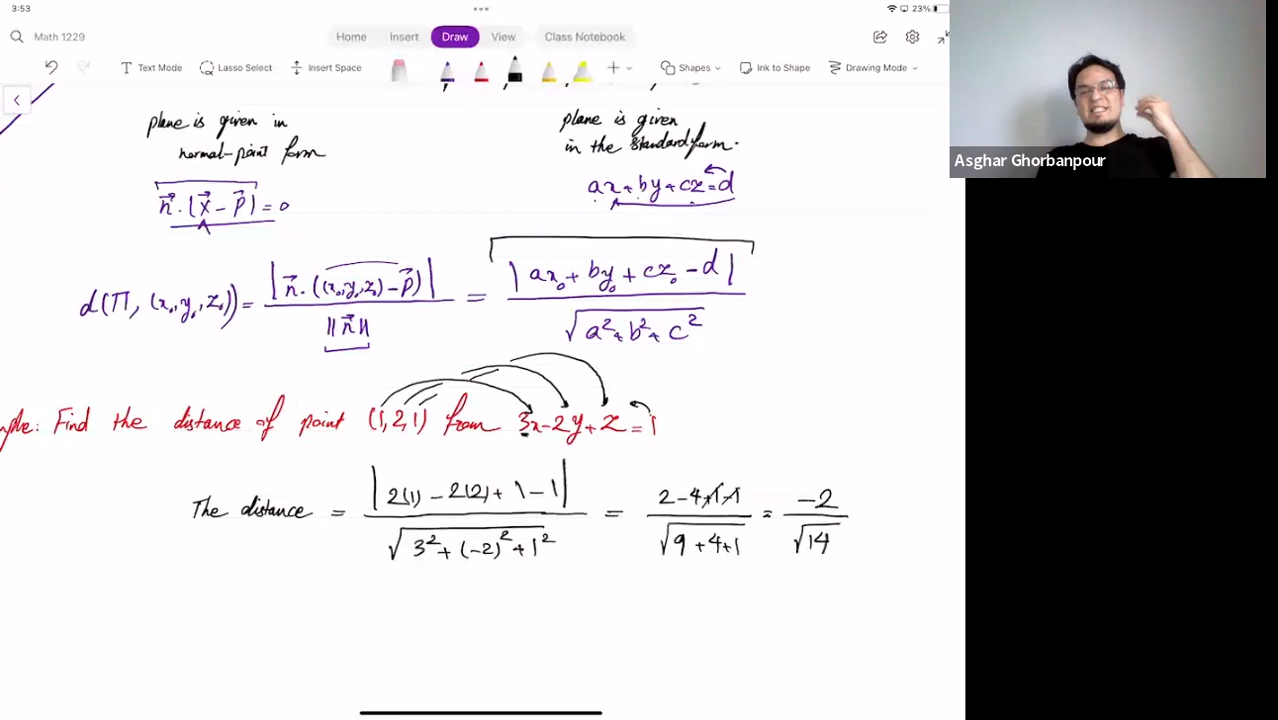 3:53
23%
Math 1229
Home Insert Draw View Class Notebook
Text Mode Lasso Select Insert Space Shapes Ink to Shape Drawing Mode
Asghar Ghorbanpour
plane is given in
normal-point form
n⃗.(x⃗-p⃗)=0
plane is given
in the standard form.
ax+by+cz=d
d(Π, (x₀,y₀,z₀)) = |n⃗.((x₀,y₀,z₀)-p⃗)| / ‖n⃗‖ = |ax₀+by₀+cz₀-d| / √(a²+b²+c²)
mple: Find the distance of point (1,2,1) from 3x-2y+z=1
The distance = |2(1)-2(2)+1-1| / √(3²+(-2)²+1²) = 2-4+1-1 / √(9+4+1) = -2 / √14